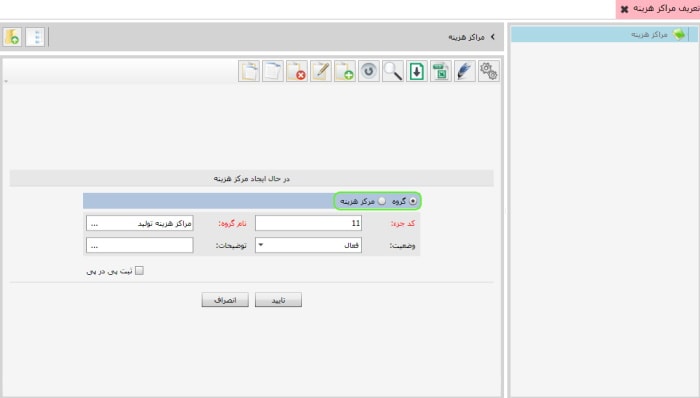 تعریف مراکز هزینه
مراکز هزینه
مراکز هزینه
در حال ایجاد مرکز هزینه
گروه مرکز هزینه
کد جزء: 11 نام گروه: مراکز هزینه تولید ...
وضعیت: فعال توضیحات: ...
ثبت پی در پی
تایید انصراف